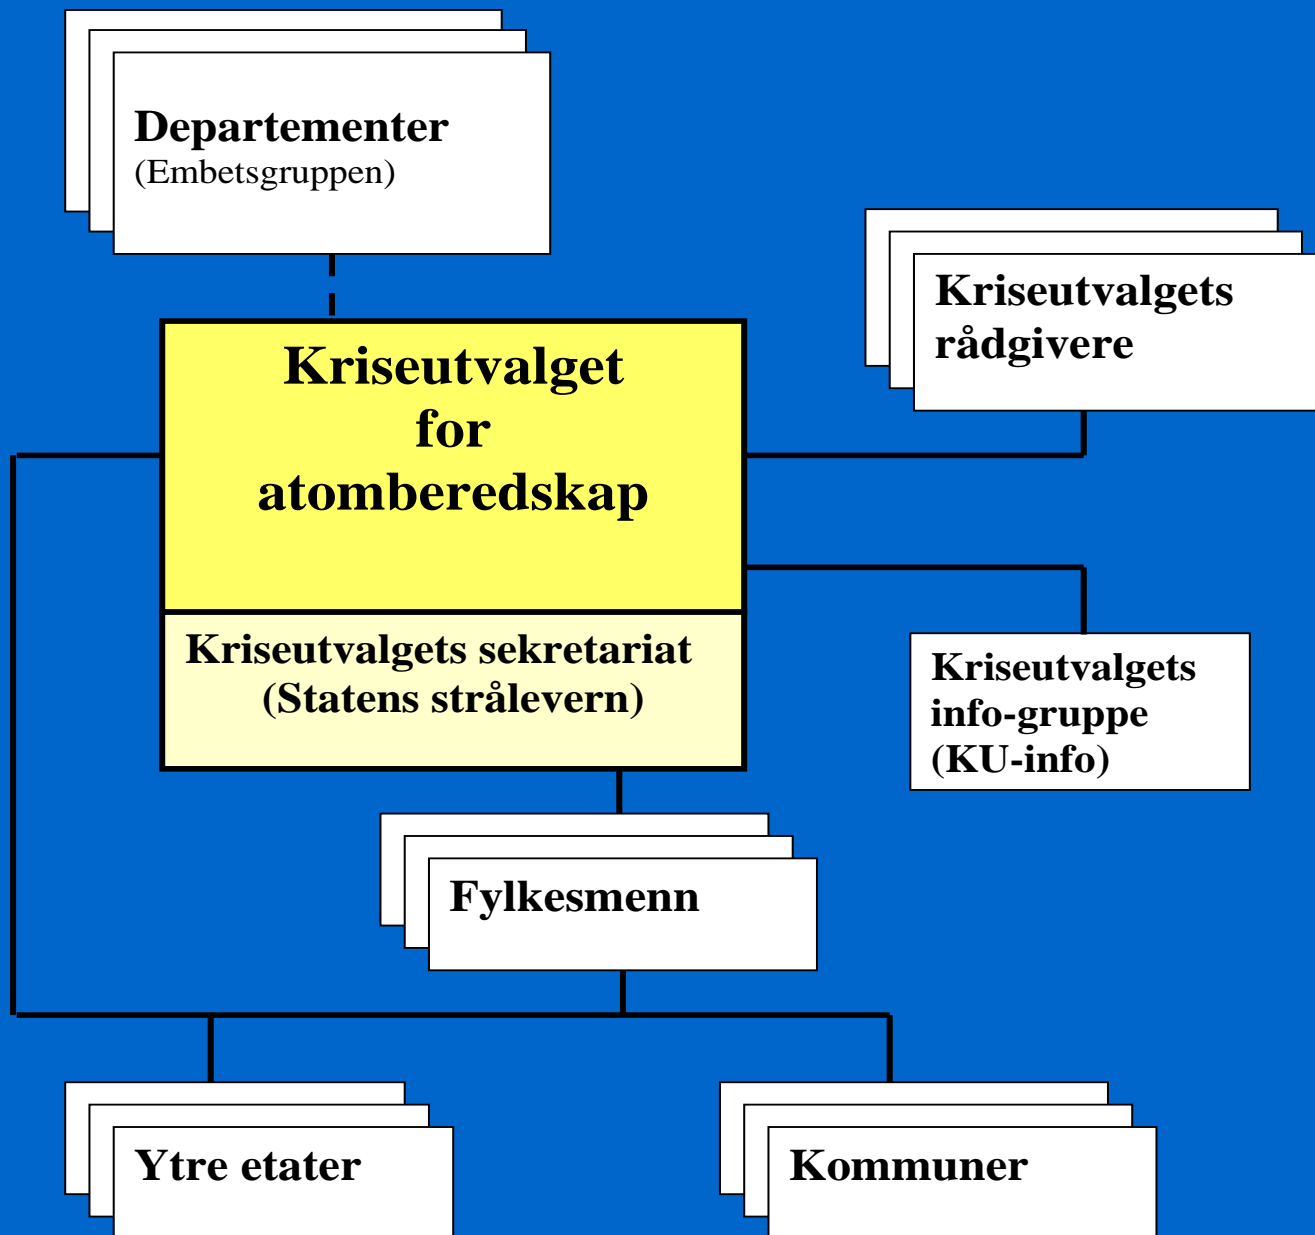 Departementer
(Embetsgruppen)
Kriseutvalgets
rådgivere
Kriseutvalget
for
atomberedskap
Kriseutvalgets sekretariat
(Statens strålevern)
Kriseutvalgets
info-gruppe
(KU-info)
Fylkesmenn
Ytre etater
Kommuner